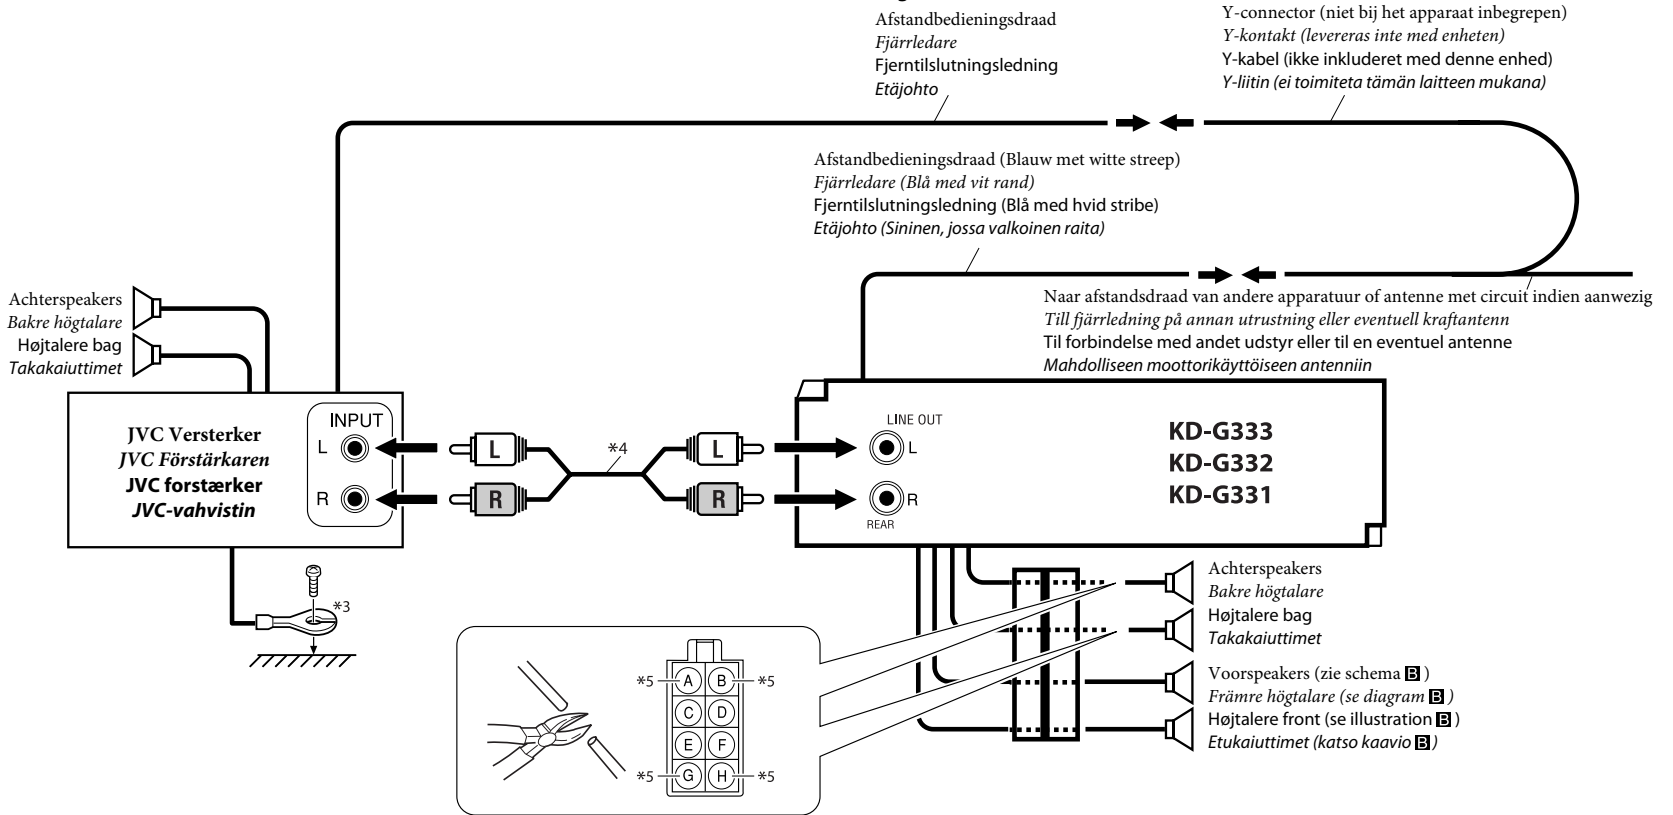 Afstandbedieningsdraad
Fjärrledare
Fjerntilslutningsledning
Etäjohto
Y-connector (niet bij het apparaat inbegrepen)
Y-kontakt (levereras inte med enheten)
Y-kabel (ikke inkluderet med denne enhed)
Y-liitin (ei toimiteta tämän laitteen mukana)
Afstandbedieningsdraad (Blauw met witte streep)
Fjärrledare (Blå med vit rand)
Fjerntilslutningsledning (Blå med hvid stribe)
Etäjohto (Sininen, jossa valkoinen raita)
Achterspeakers
Bakre högtalare
Højtalere bag
Takakaiuttimet
Naar afstandsdraad van andere apparatuur of antenne met circuit indien aanwezig
Till fjärrledning på annan utrustning eller eventuell kraftantenn
Til forbindelse med andet udstyr eller til en eventuel antenne
Mahdolliseen moottorikäyttöiseen antenniin
JVC Versterker
JVC Förstärkaren
JVC forstærker
JVC-vahvistin
INPUT
L
R
L
R
*4
L
R
LINE OUT
L
R
REAR
KD-G333
KD-G332
KD-G331
*3
Achterspeakers
Bakre högtalare
Højtalere bag
Takakaiuttimet
Voorspeakers (zie schema B )
Främre högtalare (se diagram B )
Højtalere front (se illustration B )
Etukaiuttimet (katso kaavio B )
*5 A B *5
C D
E F
*5 G H *5